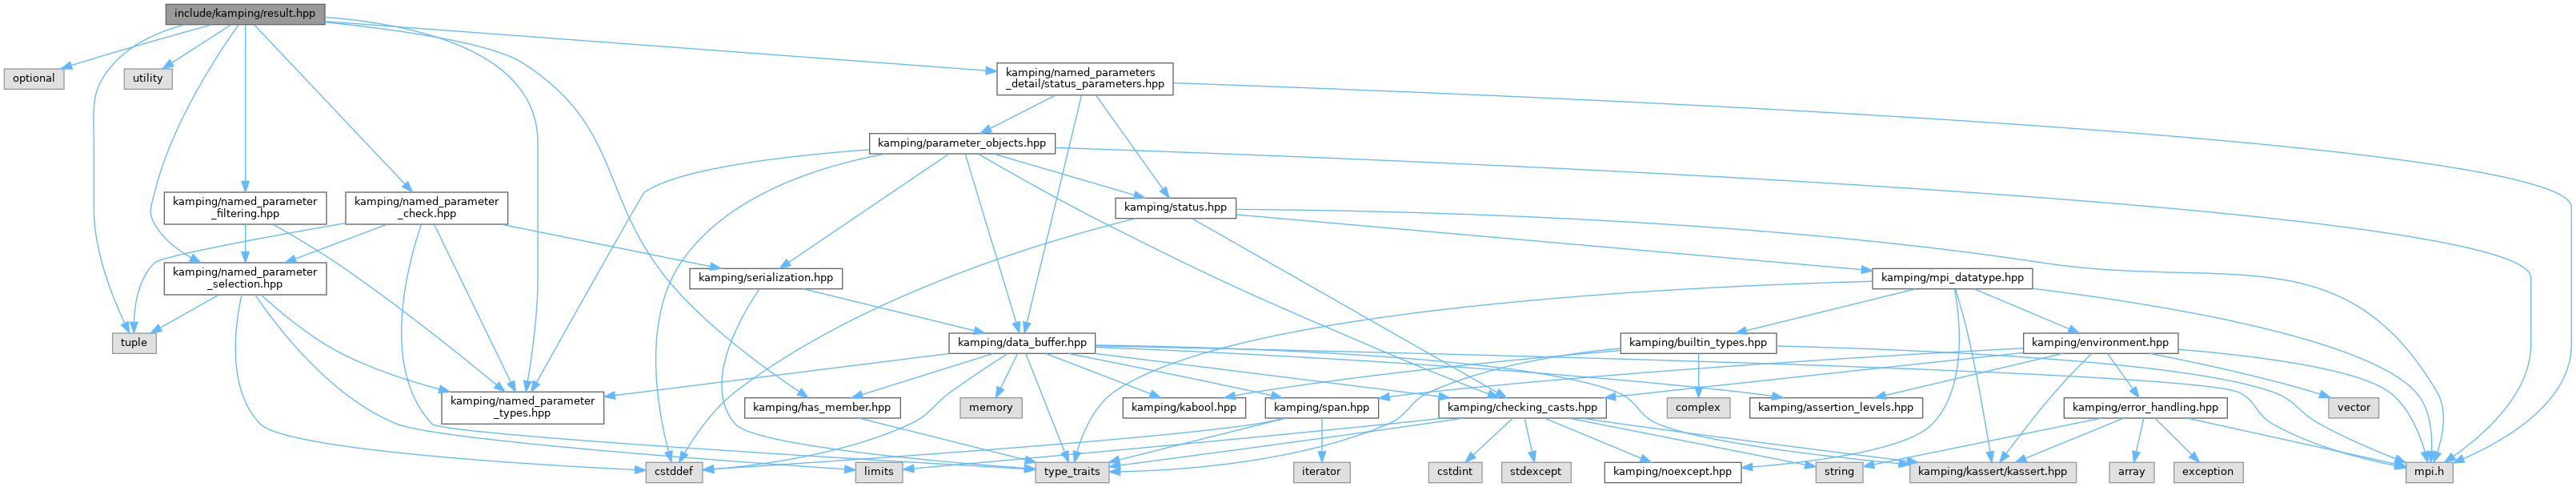 include/kamping/result.hpp
optional
utility
kamping/named_parameters
_detail/status_parameters.hpp
kamping/parameter_objects.hpp
kamping/named_parameter
_filtering.hpp
kamping/named_parameter
_check.hpp
kamping/status.hpp
kamping/named_parameter
_selection.hpp
kamping/serialization.hpp
kamping/mpi_datatype.hpp
tuple
kamping/data_buffer.hpp
kamping/builtin_types.hpp
kamping/environment.hpp
kamping/named_parameter
_types.hpp
kamping/has_member.hpp
memory
kamping/kabool.hpp
kamping/span.hpp
kamping/checking_casts.hpp
complex
kamping/assertion_levels.hpp
kamping/error_handling.hpp
vector
cstddef
limits
type_traits
iterator
cstdint
stdexcept
kamping/noexcept.hpp
string
kamping/kassert/kassert.hpp
array
exception
mpi.h